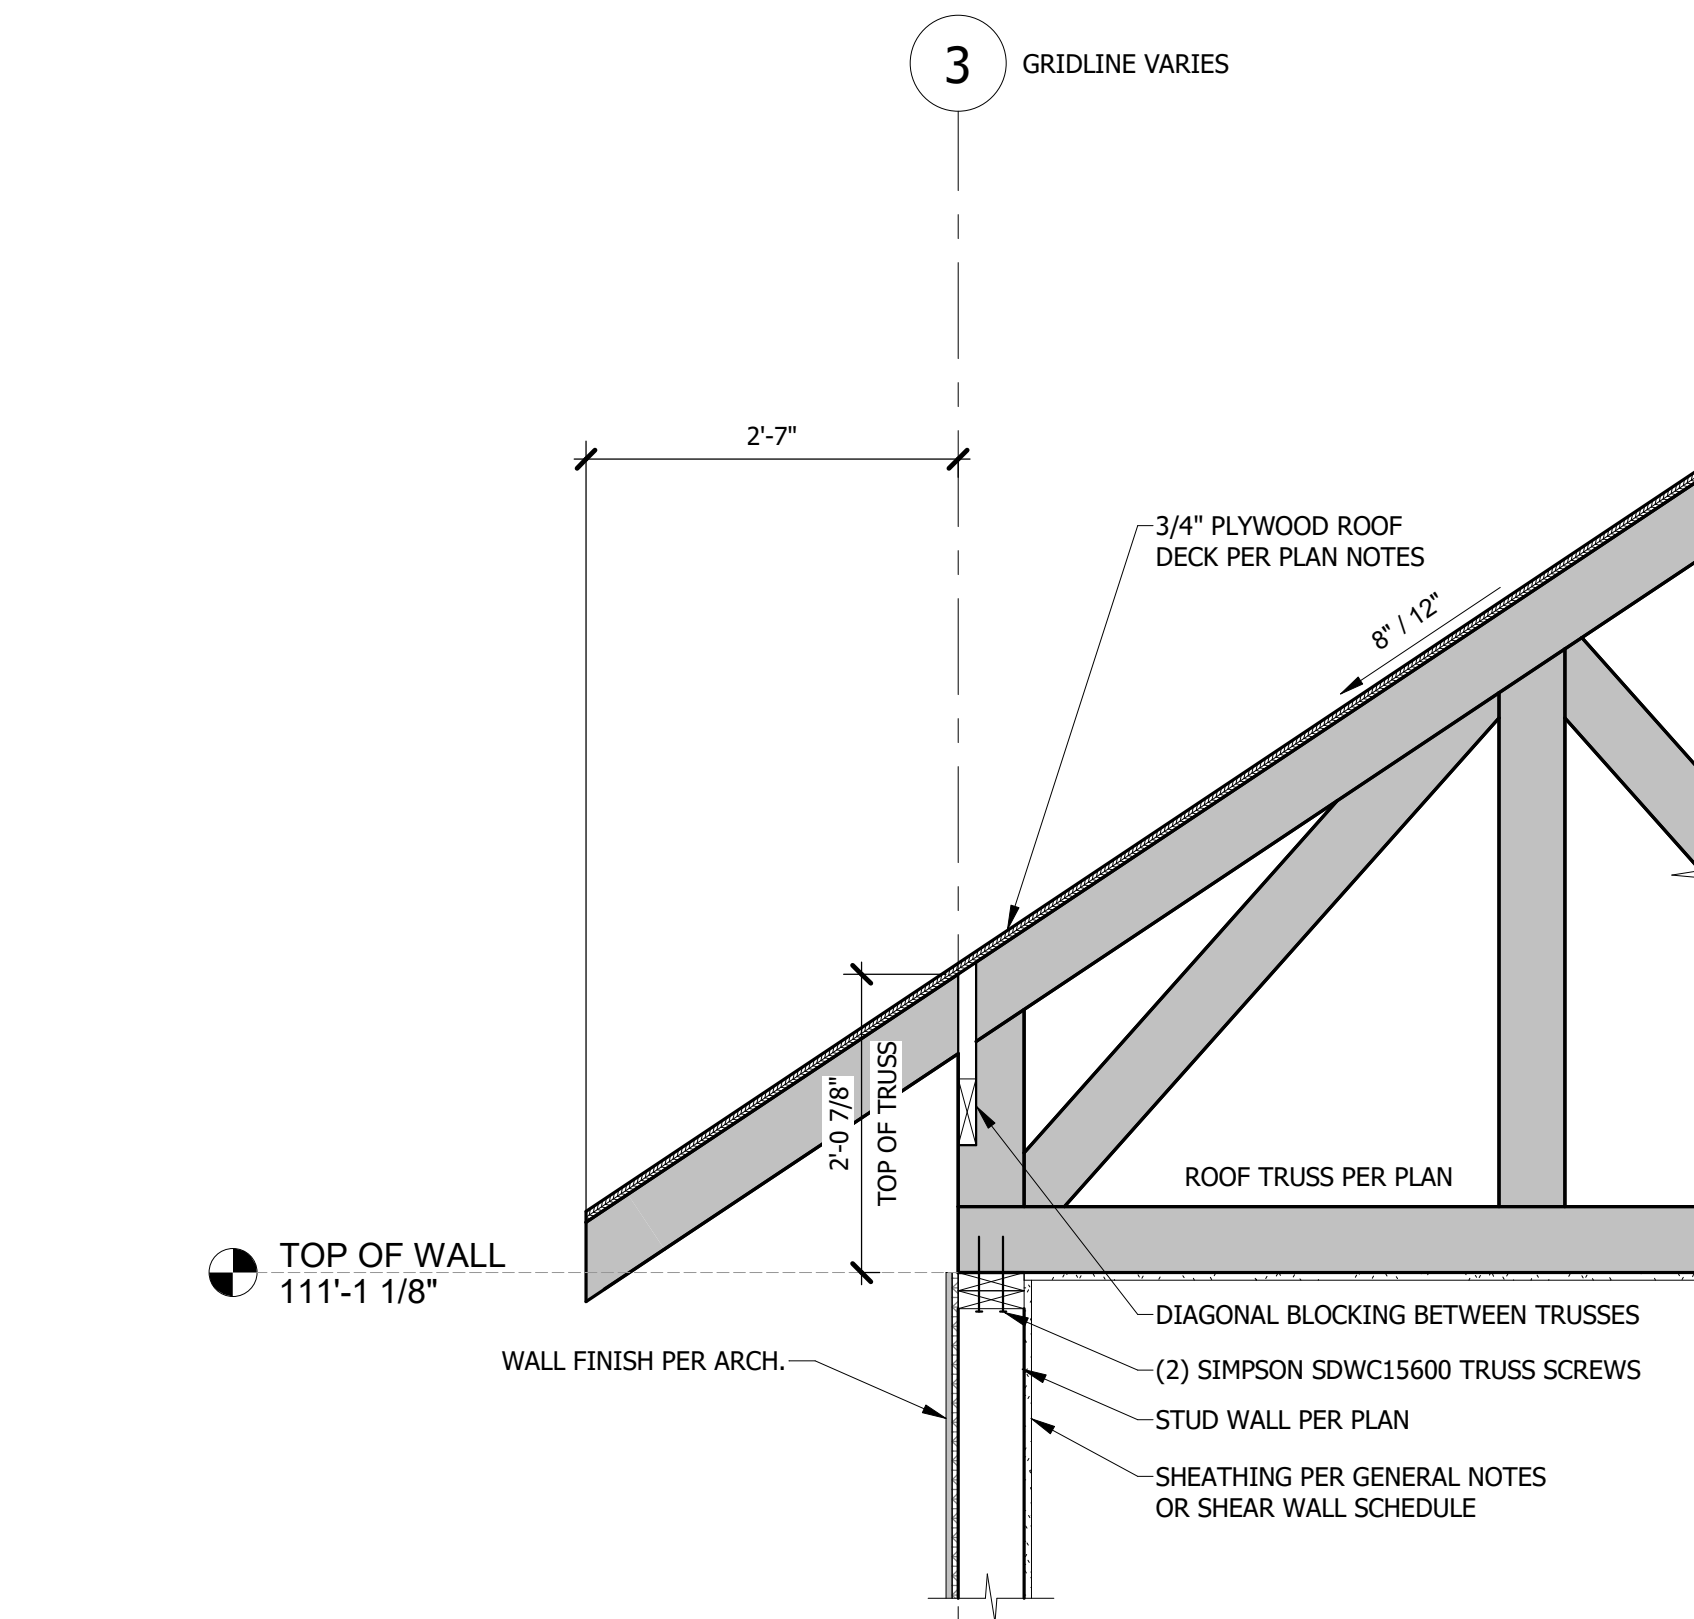 3
GRIDLINE VARIES
2'-7"
3/4" PLYWOOD ROOF
DECK PER PLAN NOTES
8" / 12"
2'-0 7/8"
TOP OF TRUSS
ROOF TRUSS PER PLAN
TOP OF WALL
111'-1 1/8"
DIAGONAL BLOCKING BETWEEN TRUSSES
WALL FINISH PER ARCH.
(2) SIMPSON SDWC15600 TRUSS SCREWS
STUD WALL PER PLAN
SHEATHING PER GENERAL NOTES
OR SHEAR WALL SCHEDULE